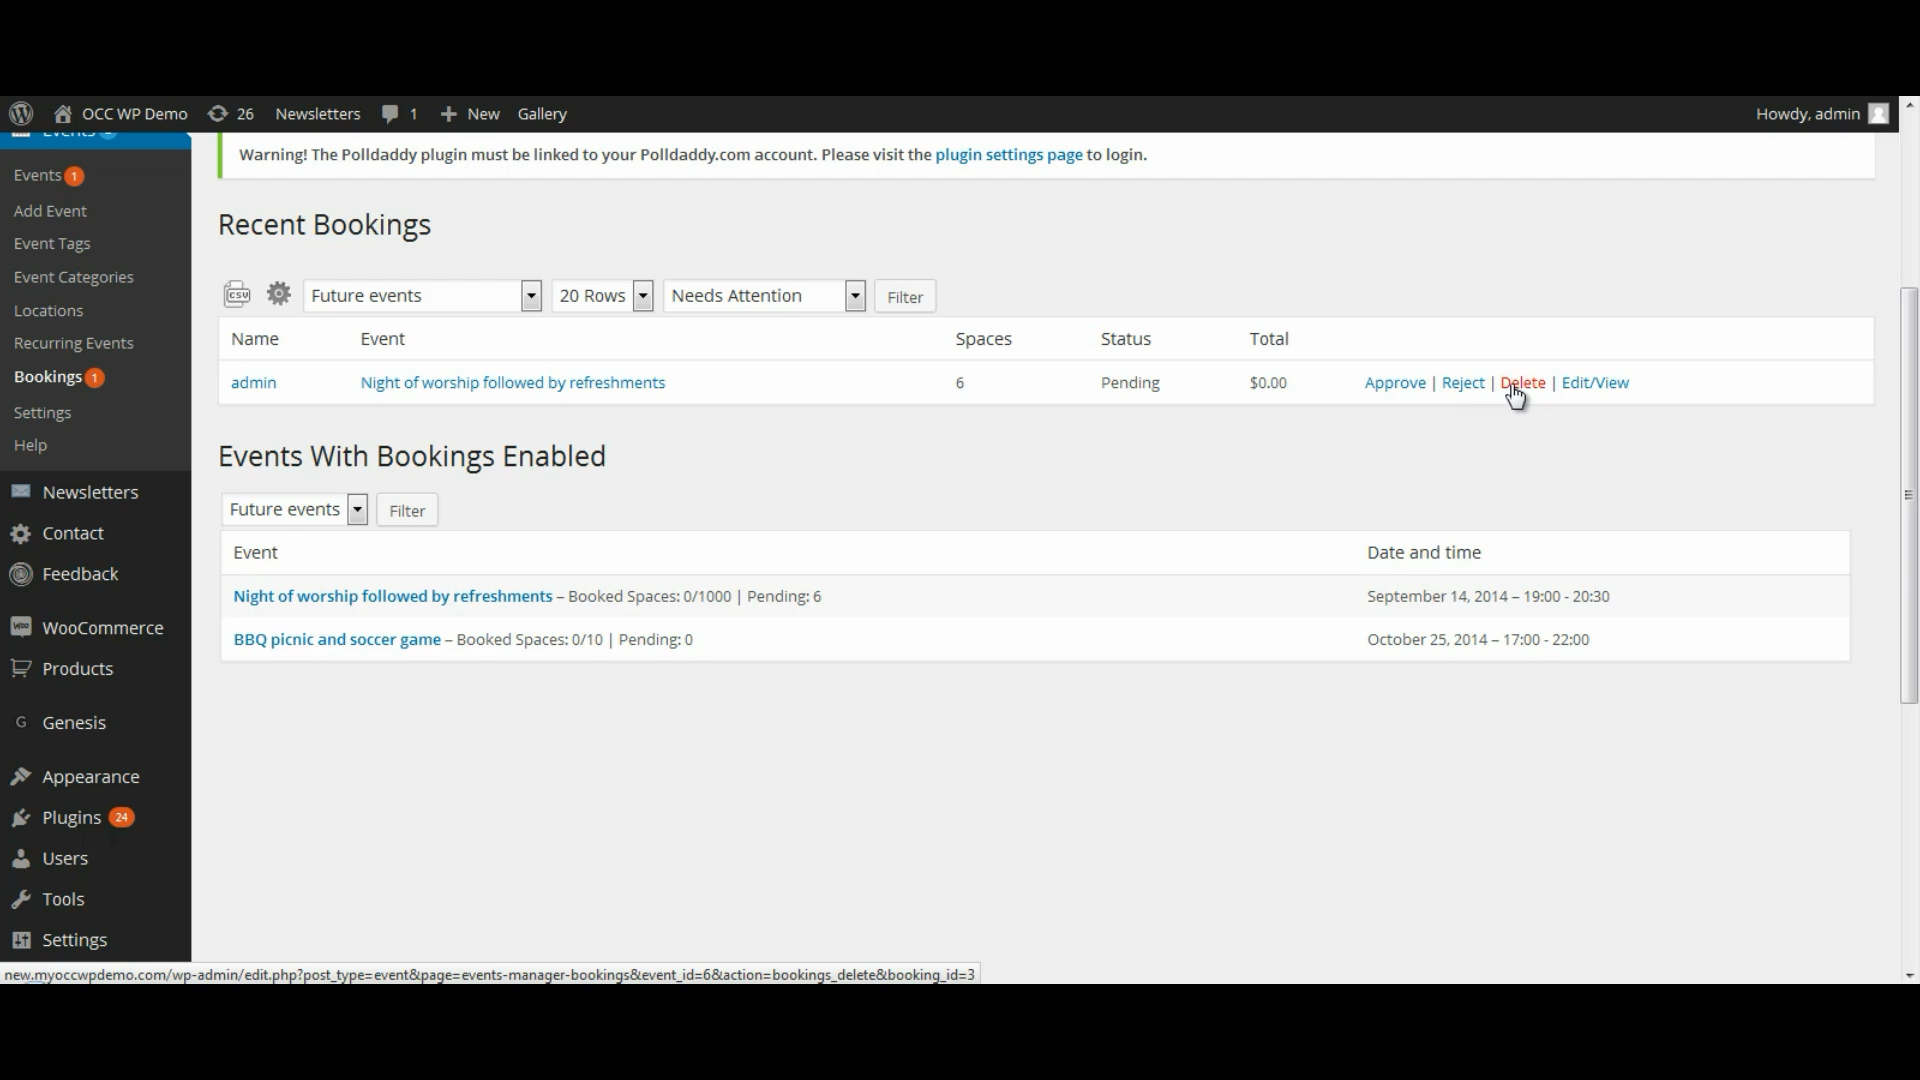 OCC WP Demo 26 Newsletters 1 New Gallery Howdy, admin
Events
Warning! The Polldaddy plugin must be linked to your Polldaddy.com account. Please visit the plugin settings page to login.
Events 1
Add Event
Event Tags
Event Categories
Locations
Recurring Events
Bookings 1
Settings
Help
Newsletters
Contact
Feedback
WooCommerce
Products
G Genesis
Appearance
Plugins 24
Users
Tools
Settings
Recent Bookings
CSV Future events 20 Rows Needs Attention Filter
Name Event Spaces Status Total
admin Night of worship followed by refreshments 6 Pending $0.00 Approve | Reject | Delete | Edit/View
Events With Bookings Enabled
Future events Filter
Event Date and time
Night of worship followed by refreshments – Booked Spaces: 0/1000 | Pending: 6 September 14, 2014 – 19:00 - 20:30
BBQ picnic and soccer game – Booked Spaces: 0/10 | Pending: 0 October 25, 2014 – 17:00 - 22:00
new.myoccwpdemo.com/wp-admin/edit.php?post_type=event&page=events-manager-bookings&event_id=6&action=bookings_delete&booking_id=3